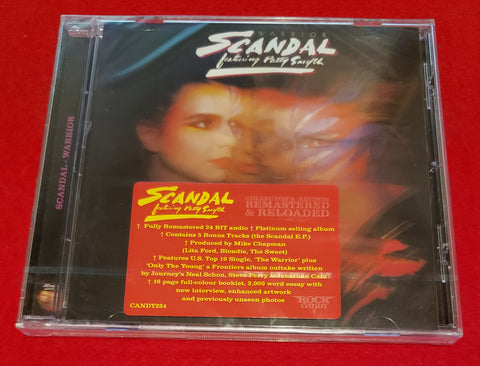 WARRIOR
SCANDAL
featuring Patty Smyth
SCANDAL - WARRIOR
SCANDAL
featuring Patty Smyth
COLLECTOR'S EDITION
REMASTERED
& RELOADED
† Fully Remastered 24 BIT audio † Platinum selling album
† Contains 5 Bonus Tracks (the Scandal E.P.)
† Produced by Mike Chapman
(Lita Ford, Blondie, The Sweet)
† Features U.S. Top 10 Single, 'The Warrior' plus
'Only The Young' a Frontiers album outtake written
by Journey's Neal Schon, Steve Perry & Jonathan Cain
† 16 page full-colour booklet, 3,000 word essay with
new interview, enhanced artwork
and previously unseen photos
CANDY224
ROCK
CANDY